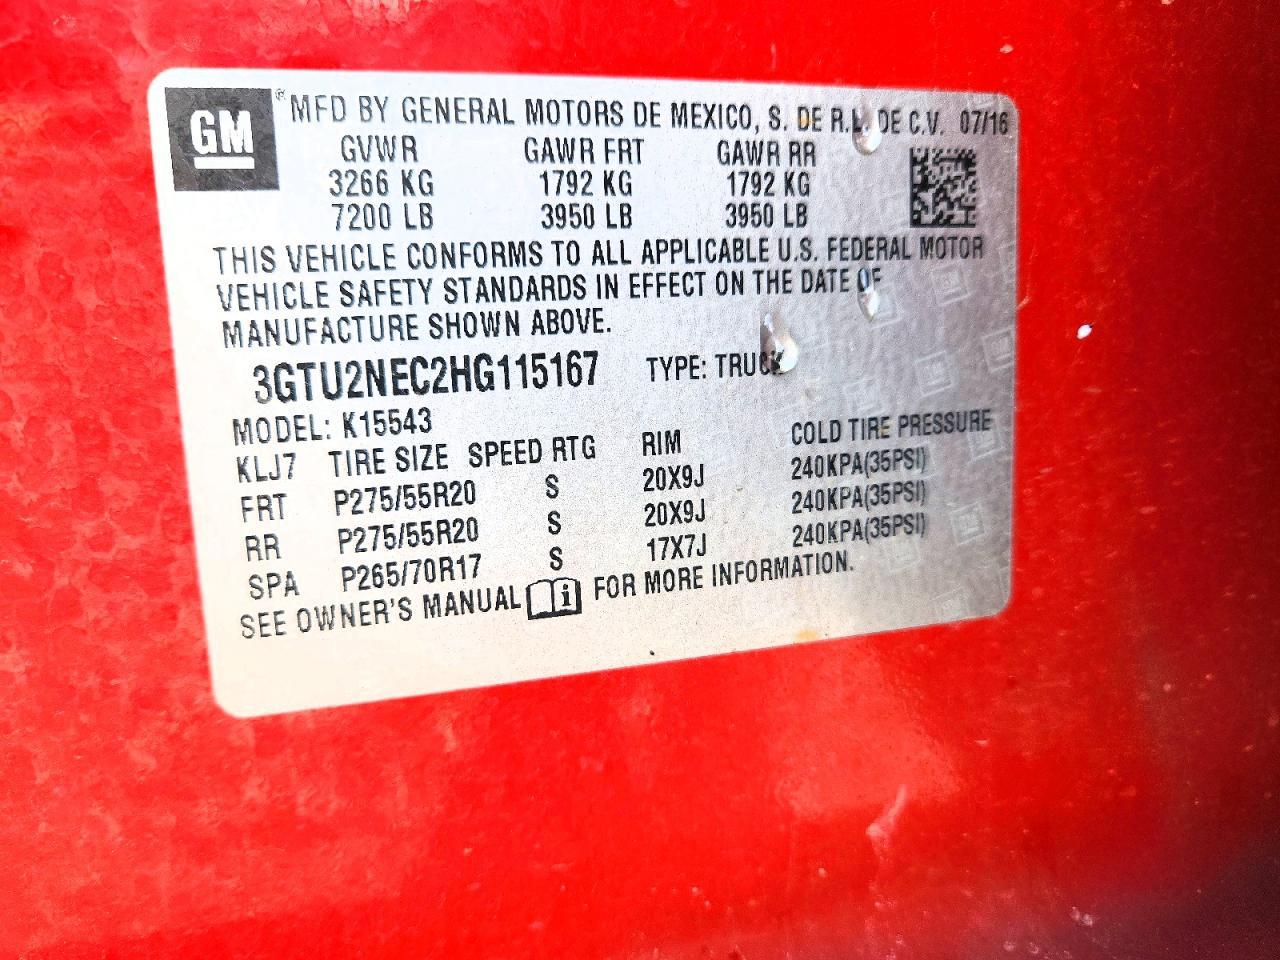 GM® MFD BY GENERAL MOTORS DE MEXICO, S. DE R.L. DE C.V. 07/16
GVWR GAWR FRT GAWR RR
3266 KG 1792 KG 1792 KG
7200 LB 3950 LB 3950 LB
THIS VEHICLE CONFORMS TO ALL APPLICABLE U.S. FEDERAL MOTOR
VEHICLE SAFETY STANDARDS IN EFFECT ON THE DATE OF
MANUFACTURE SHOWN ABOVE.
3GTU2NEC2HG115167 TYPE: TRUCK
MODEL: K15543
KLJ7 TIRE SIZE SPEED RTG RIM COLD TIRE PRESSURE
FRT P275/55R20 S 20X9J 240KPA(35PSI)
RR P275/55R20 S 20X9J 240KPA(35PSI)
SPA P265/70R17 S 17X7J 240KPA(35PSI)
SEE OWNER'S MANUAL i FOR MORE INFORMATION.